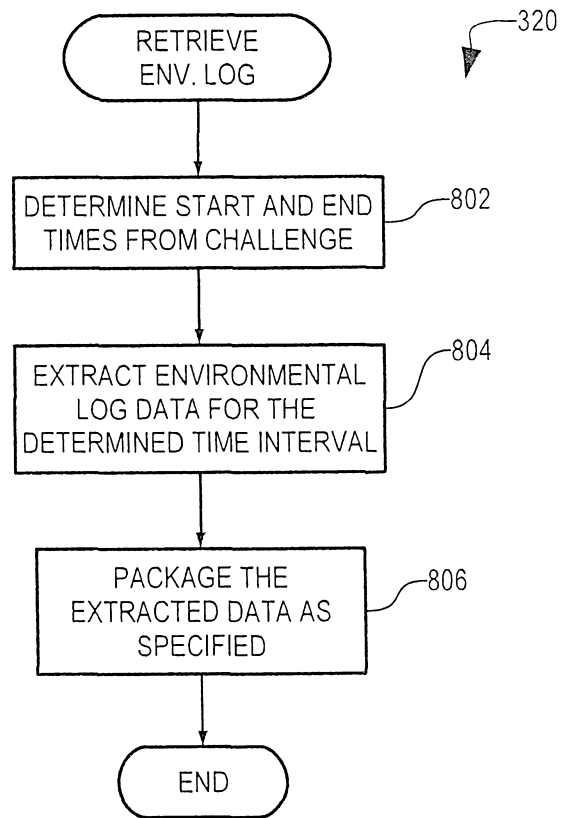 RETRIEVE
ENV. LOG
320
DETERMINE START AND END
TIMES FROM CHALLENGE
802
EXTRACT ENVIRONMENTAL
LOG DATA FOR THE
DETERMINED TIME INTERVAL
804
PACKAGE THE
EXTRACTED DATA AS
SPECIFIED
806
END